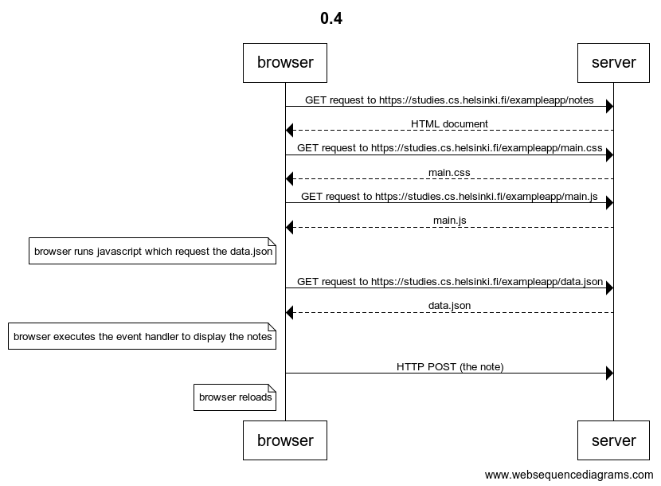 0.4
browser
server
GET request to https://studies.cs.helsinki.fi/exampleapp/notes
HTML document
GET request to https://studies.cs.helsinki.fi/exampleapp/main.css
main.css
GET request to https://studies.cs.helsinki.fi/exampleapp/main.js
main.js
browser runs javascript which request the data.json
GET request to https://studies.cs.helsinki.fi/exampleapp/data.json
data.json
browser executes the event handler to display the notes
HTTP POST (the note)
browser reloads
browser
server
www.websequencediagrams.com